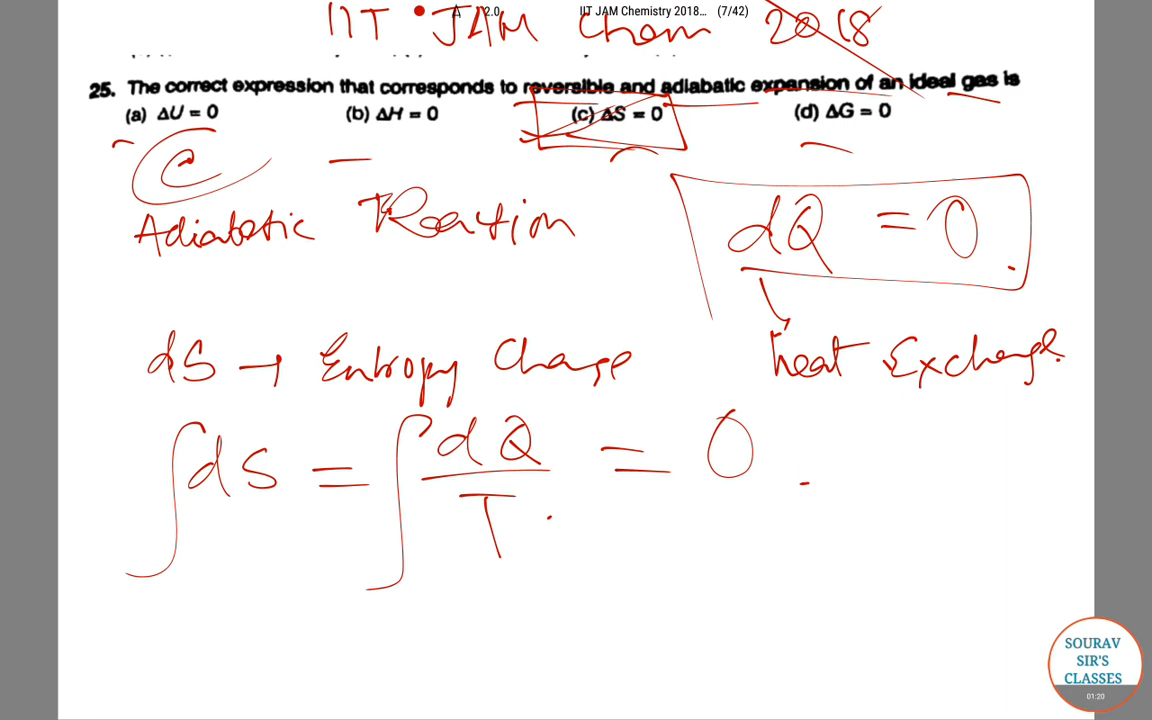 IIT JAM Chem 2018
2.0 IIT JAM Chemistry 2018... (7/42)
25. The correct expression that corresponds to reversible and adiabatic expansion of an ideal gas is
(a) ΔU = 0 (b) ΔH = 0 (c) ΔS = 0 (d) ΔG = 0
Adiabatic Reaction dQ = 0.
dS → Entropy Change heat Exchange.
∫dS = ∫dQ/T = 0.
SOURAV
SIR'S
CLASSES
01:20